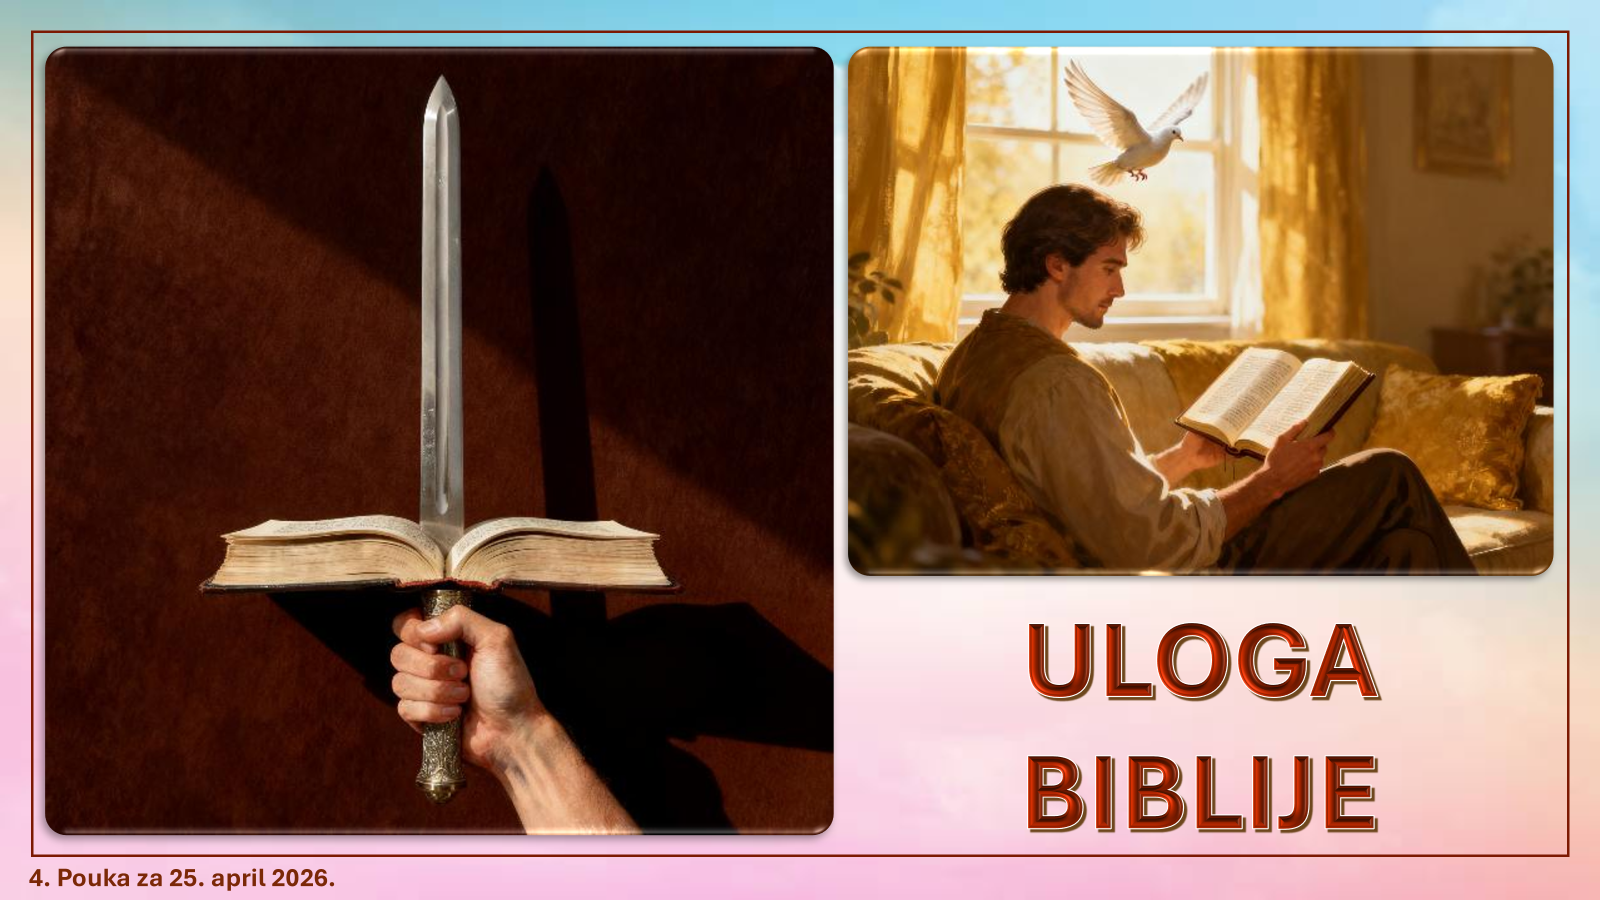 ULOGA
BIBLIJE
4. Pouka za 25. april 2026.